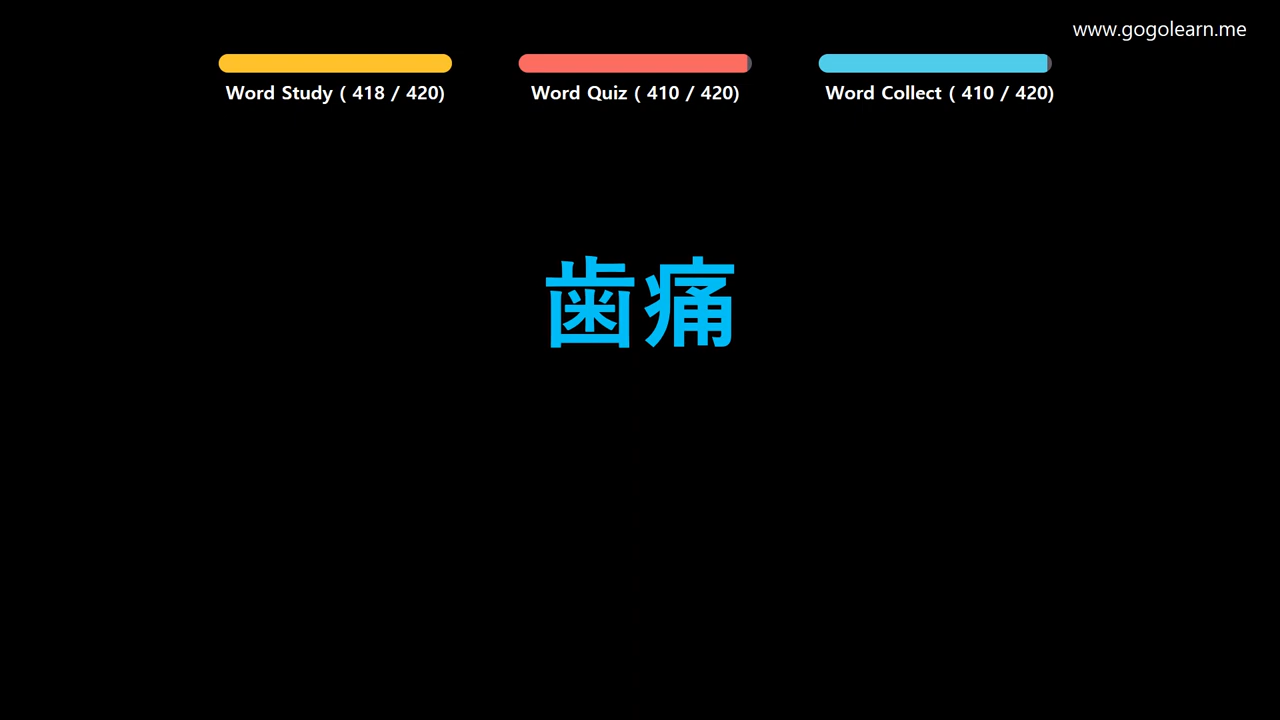 www.gogolearn.me
Word Study ( 418 / 420)
Word Quiz ( 410 / 420)
Word Collect ( 410 / 420)
歯痛